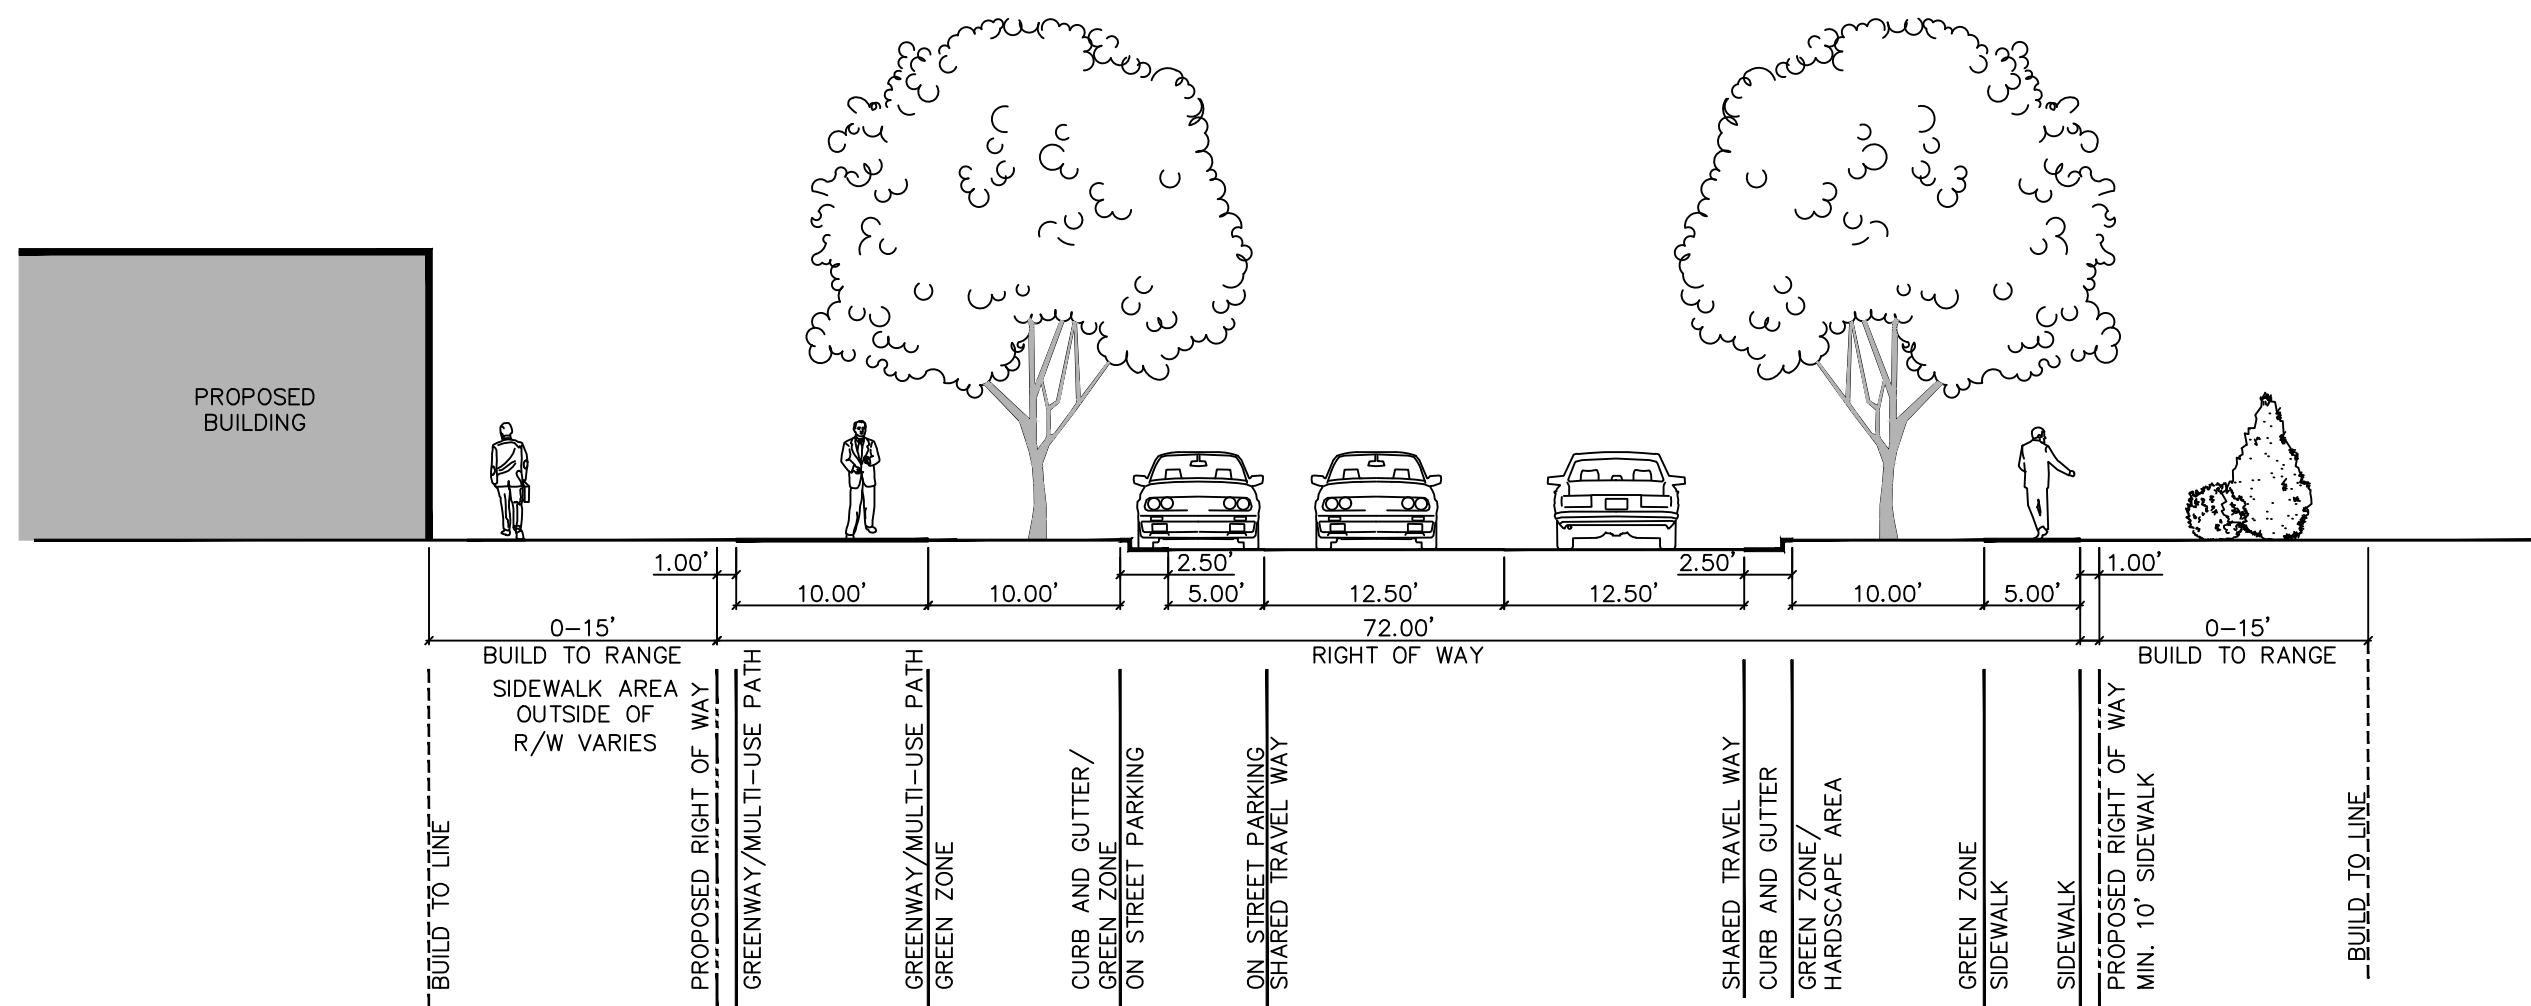 PROPOSED
BUILDING
1.00'
2.50'
2.50'
1.00'
10.00'
10.00'
5.00'
12.50'
12.50'
10.00'
5.00'
0-15'
72.00'
0-15'
BUILD TO RANGE
RIGHT OF WAY
BUILD TO RANGE
SIDEWALK AREA
OUTSIDE OF
R/W VARIES
BUILD TO LINE
PROPOSED RIGHT OF WAY
GREENWAY/MULTI-USE PATH
GREENWAY/MULTI-USE PATH
GREEN ZONE
CURB AND GUTTER/
GREEN ZONE
ON STREET PARKING
ON STREET PARKING
SHARED TRAVEL WAY
SHARED TRAVEL WAY
CURB AND GUTTER
GREEN ZONE/
HARDSCAPE AREA
GREEN ZONE
SIDEWALK
SIDEWALK
PROPOSED RIGHT OF WAY
MIN. 10' SIDEWALK
BUILD TO LINE